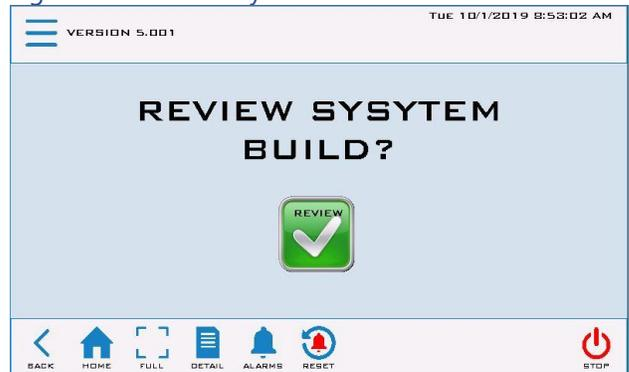 TUE 10/1/2019 8:53:02 AM
VERSION 5.001
REVIEW SYSYTEM
BUILD?
REVIEW
BACK
HOME
FULL
DETAIL
ALARMS
RESET
STOP